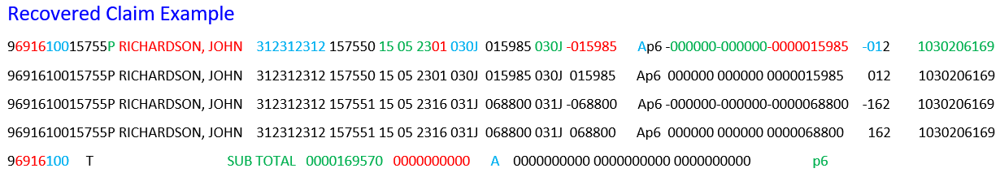 Recovered Claim Example
9691610015755P RICHARDSON, JOHN 312312312 157550 15 05 2301 030J 015985 030J -015985 Ap6 -000000-000000-0000015985 -012 1030206169
9691610015755P RICHARDSON, JOHN 312312312 157550 15 05 2301 030J 015985 030J 015985 Ap6 000000 000000 0000015985 012 1030206169
9691610015755P RICHARDSON, JOHN 312312312 157551 15 05 2316 031J 068800 031J -068800 Ap6 -000000-000000-0000068800 -162 1030206169
9691610015755P RICHARDSON, JOHN 312312312 157551 15 05 2316 031J 068800 031J 068800 Ap6 000000 000000 0000068800 162 1030206169
96916100 T SUB TOTAL 0000169570 0000000000 A 0000000000 0000000000 0000000000 p6